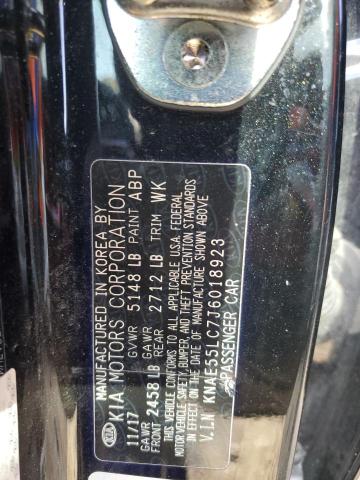 MANUFACTURED IN KOREA BY
KIA KIA MOTORS CORPORATION
11/17 GVWR 5148 LB PAINT ABP
GAWR FRONT 2458 LB GAWR REAR 2712 LB TRIM WK
THIS VEHICLE CONFORMS TO ALL APPLICABLE U.S.A. FEDERAL
MOTOR VEHICLE SAFETY, BUMPER, AND THEFT PREVENTION STANDARDS
IN EFFECT ON THE DATE OF MANUFACTURE SHOWN ABOVE
V.I.N KNAE55LC7J6018923
PASSENGER CAR